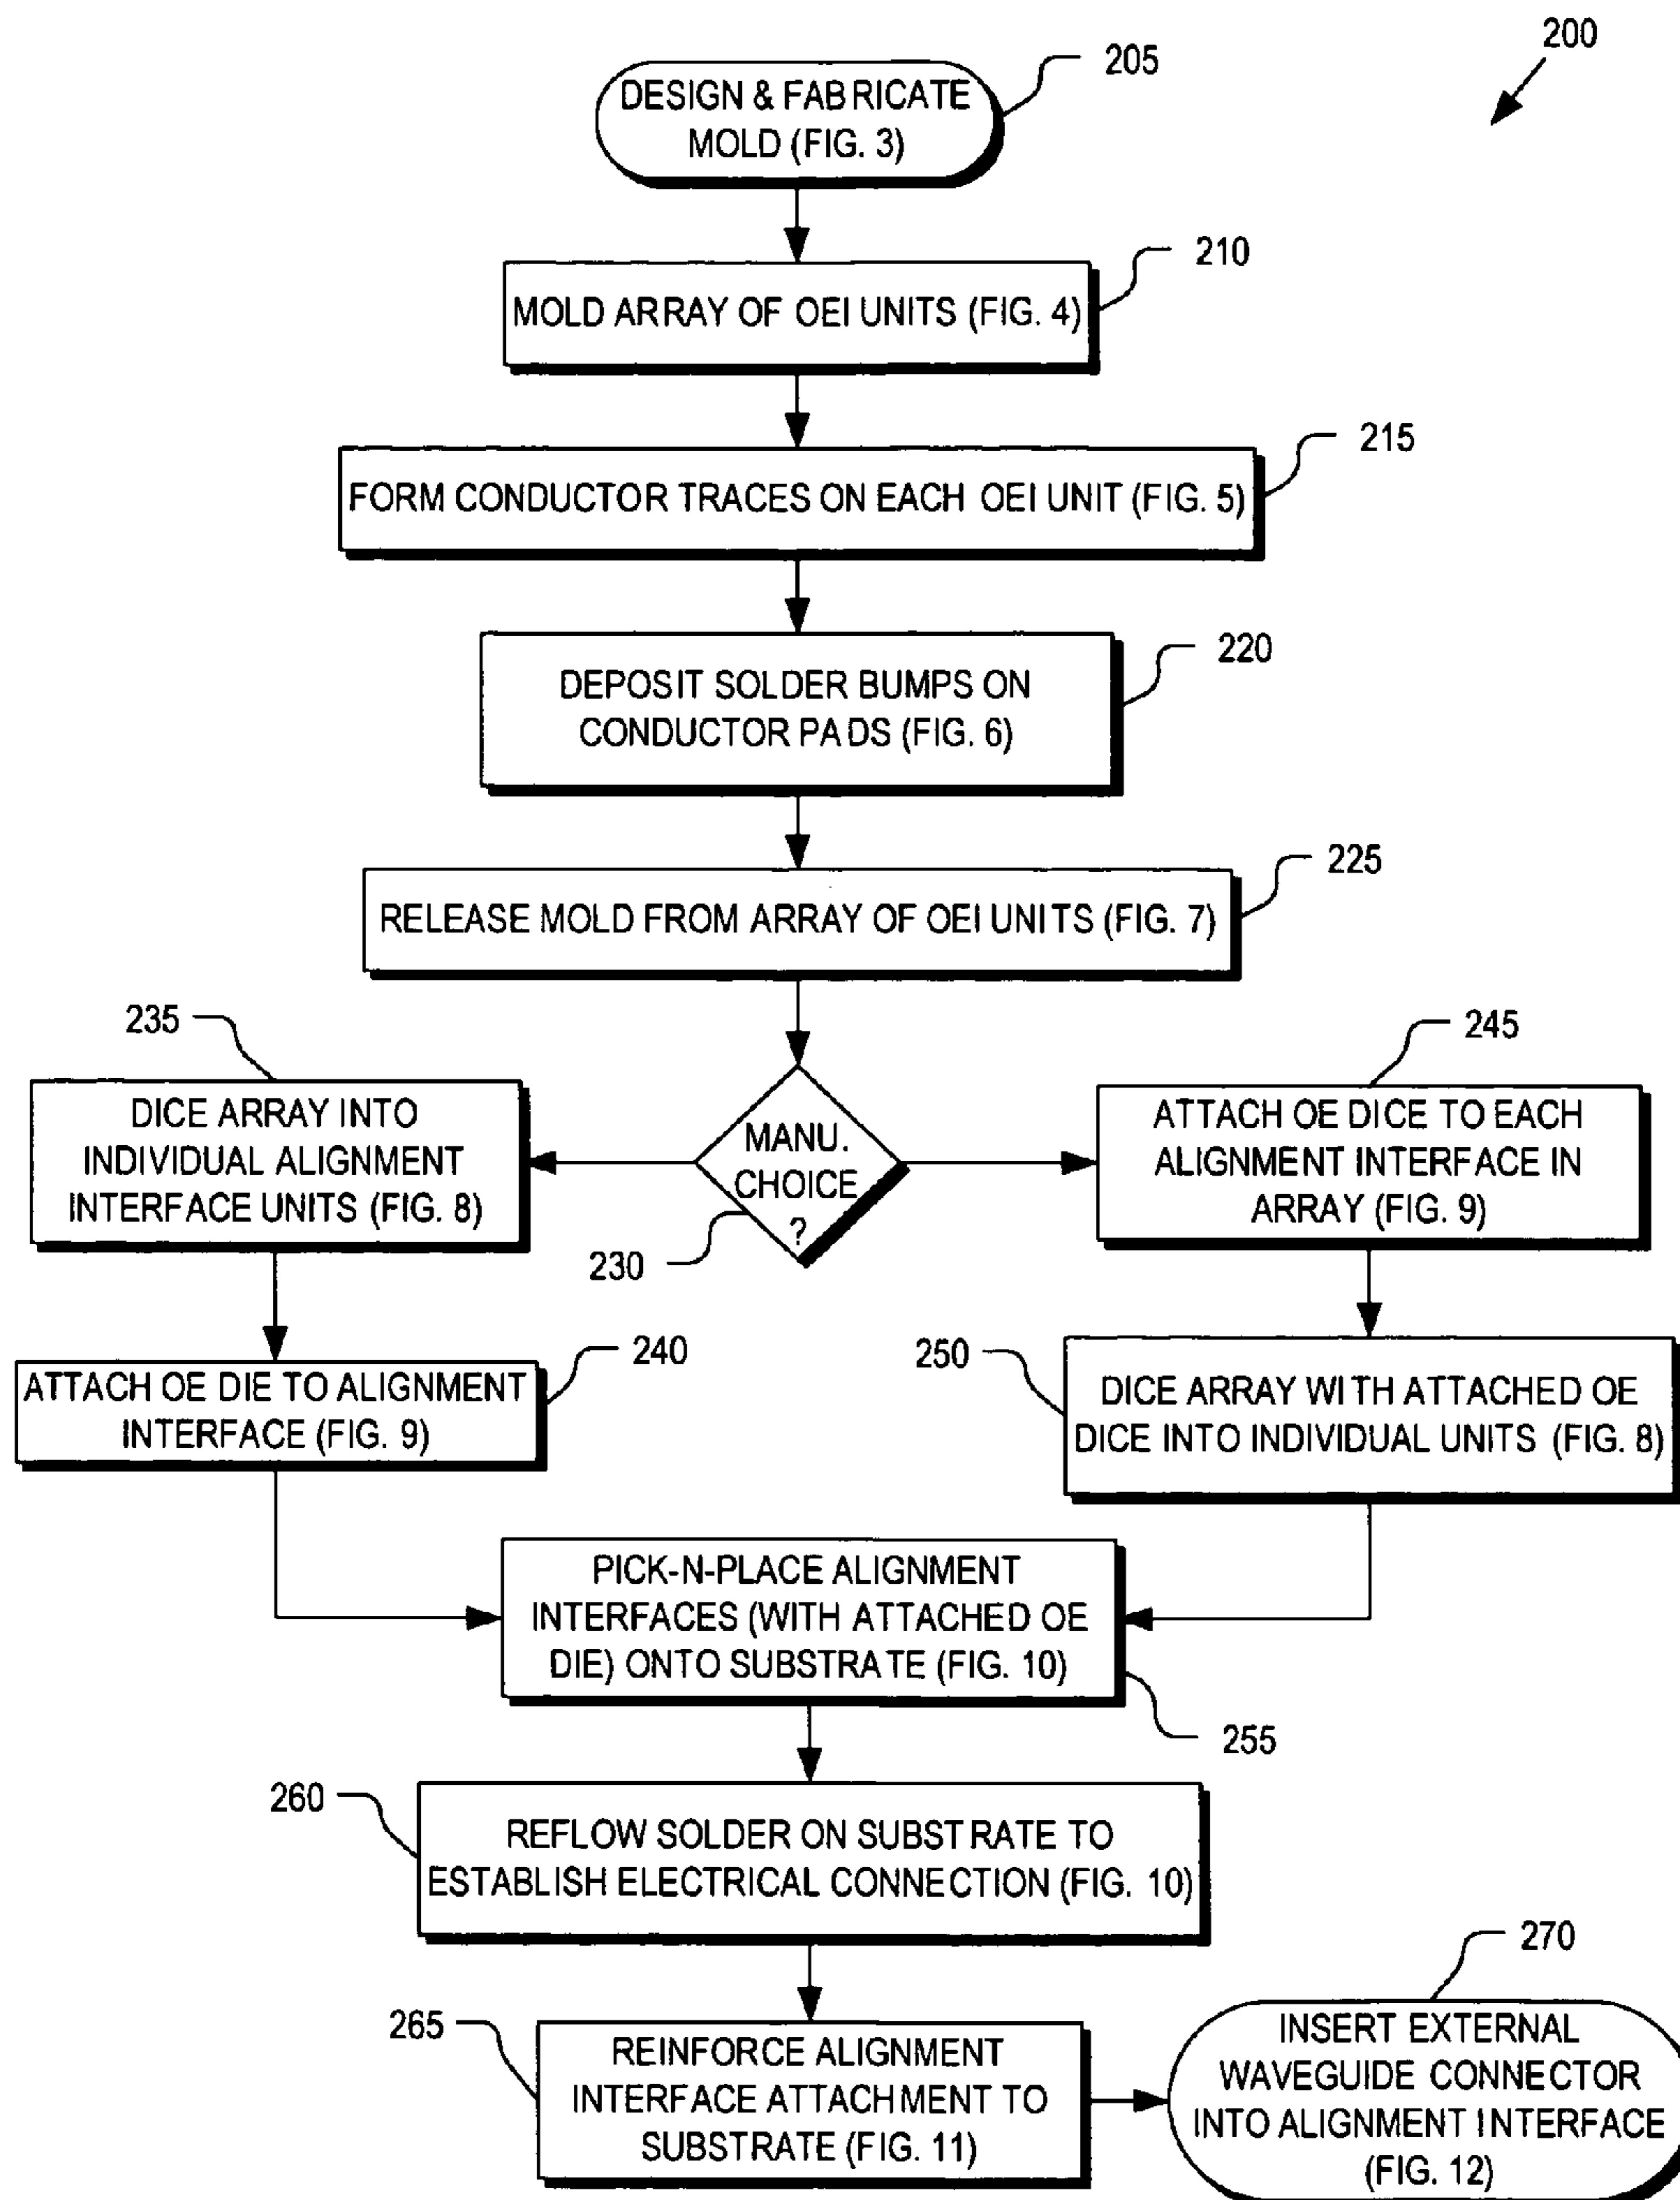 200
205
DESIGN & FABRICATE
MOLD (FIG. 3)
210
MOLD ARRAY OF OEI UNITS (FIG. 4)
215
FORM CONDUCTOR TRACES ON EACH OEI UNIT (FIG. 5)
220
DEPOSIT SOLDER BUMPS ON
CONDUCTOR PADS (FIG. 6)
225
RELEASE MOLD FROM ARRAY OF OEI UNITS (FIG. 7)
235
DICE ARRAY INTO
INDIVIDUAL ALIGNMENT
INTERFACE UNITS (FIG. 8)
MANU.
CHOICE
?
230
245
ATTACH OE DICE TO EACH
ALIGNMENT INTERFACE IN
ARRAY (FIG. 9)
240
ATTACH OE DIE TO ALIGNMENT
INTERFACE (FIG. 9)
250
DICE ARRAY WITH ATTACHED OE
DICE INTO INDIVIDUAL UNITS (FIG. 8)
PICK-N-PLACE ALIGNMENT
INTERFACES (WITH ATTACHED OE
DIE) ONTO SUBSTRATE (FIG. 10)
255
260
REFLOW SOLDER ON SUBSTRATE TO
ESTABLISH ELECTRICAL CONNECTION (FIG. 10)
265
REINFORCE ALIGNMENT
INTERFACE ATTACHMENT TO
SUBSTRATE (FIG. 11)
270
INSERT EXTERNAL
WAVEGUIDE CONNECTOR
INTO ALIGNMENT INTERFACE
(FIG. 12)